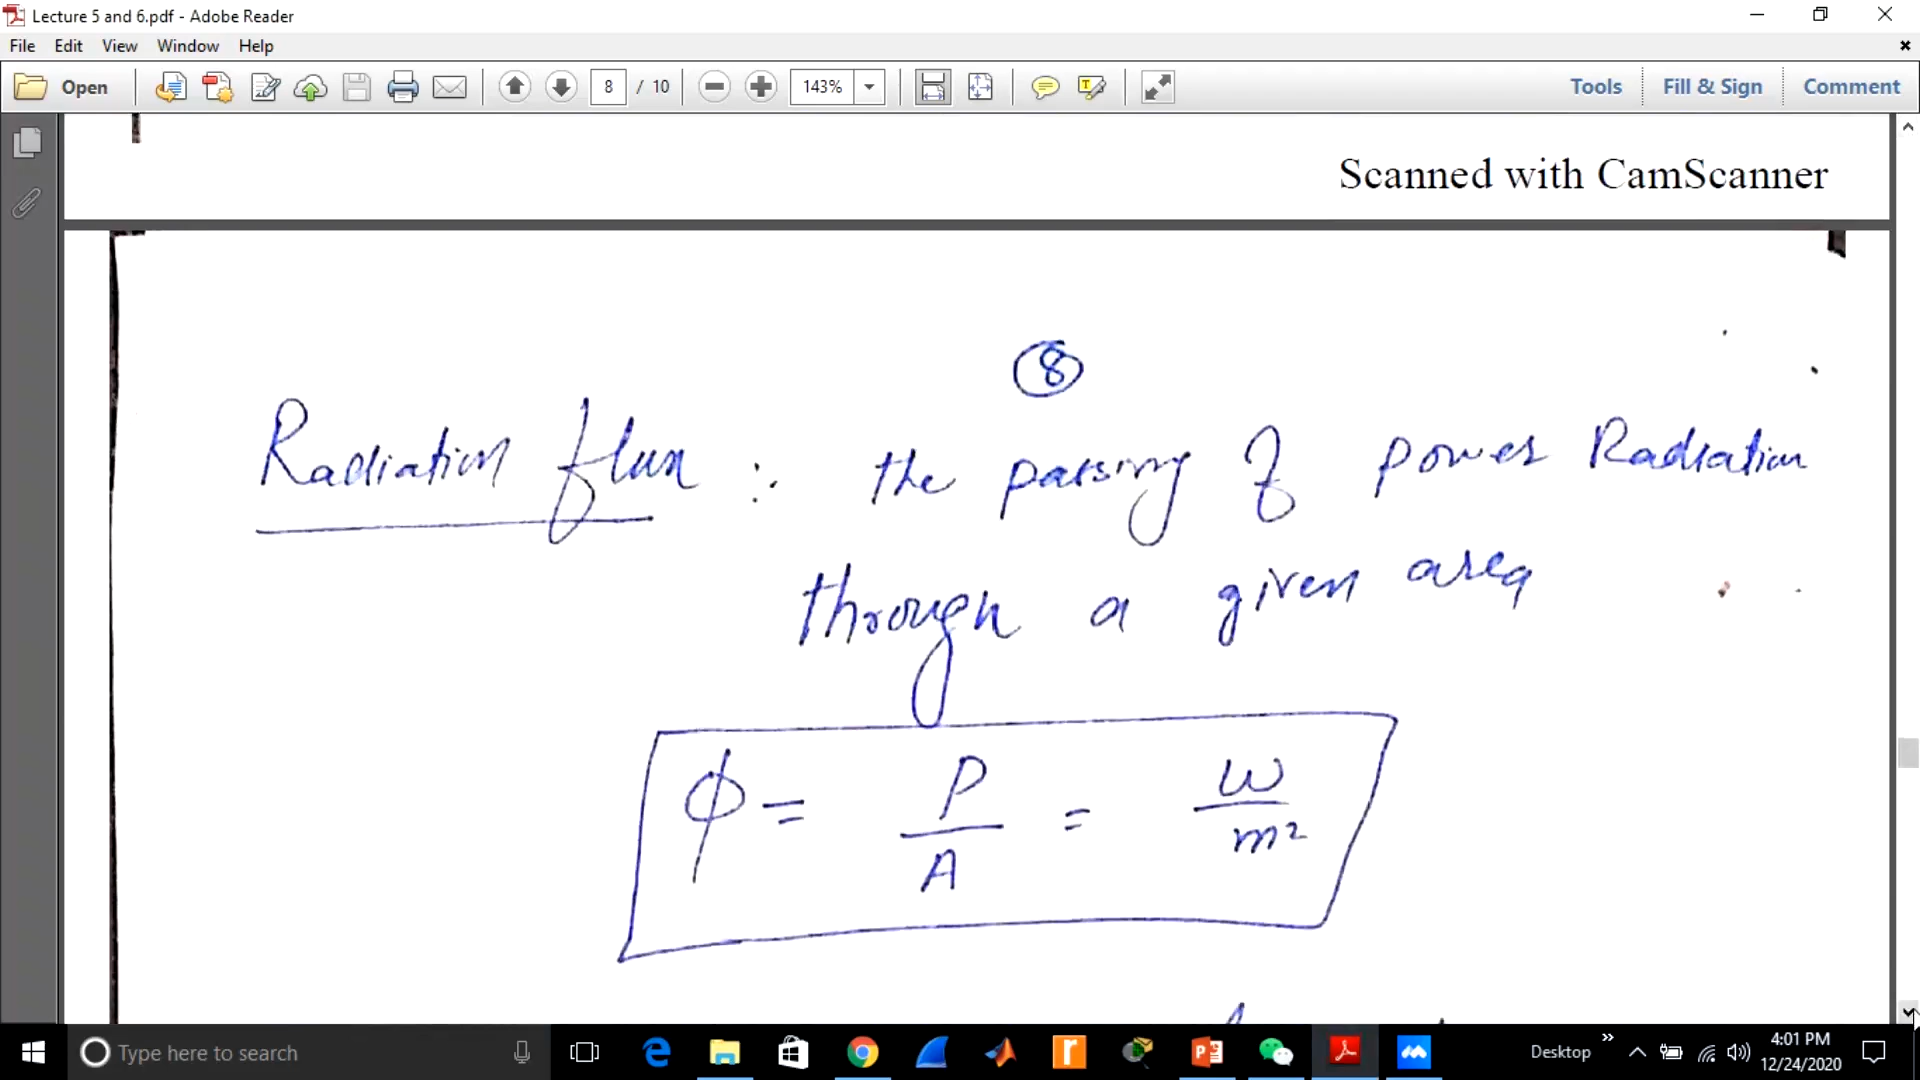 Lecture 5 and 6.pdf - Adobe Reader
File Edit View Window Help
Open 8 / 10 143% Tools Fill & Sign Comment
Scanned with CamScanner
8
Radiation flux : the passing of power Radiation
through a given area
ϕ = P/A = W/m²
Type here to search
Desktop
4:01 PM
12/24/2020